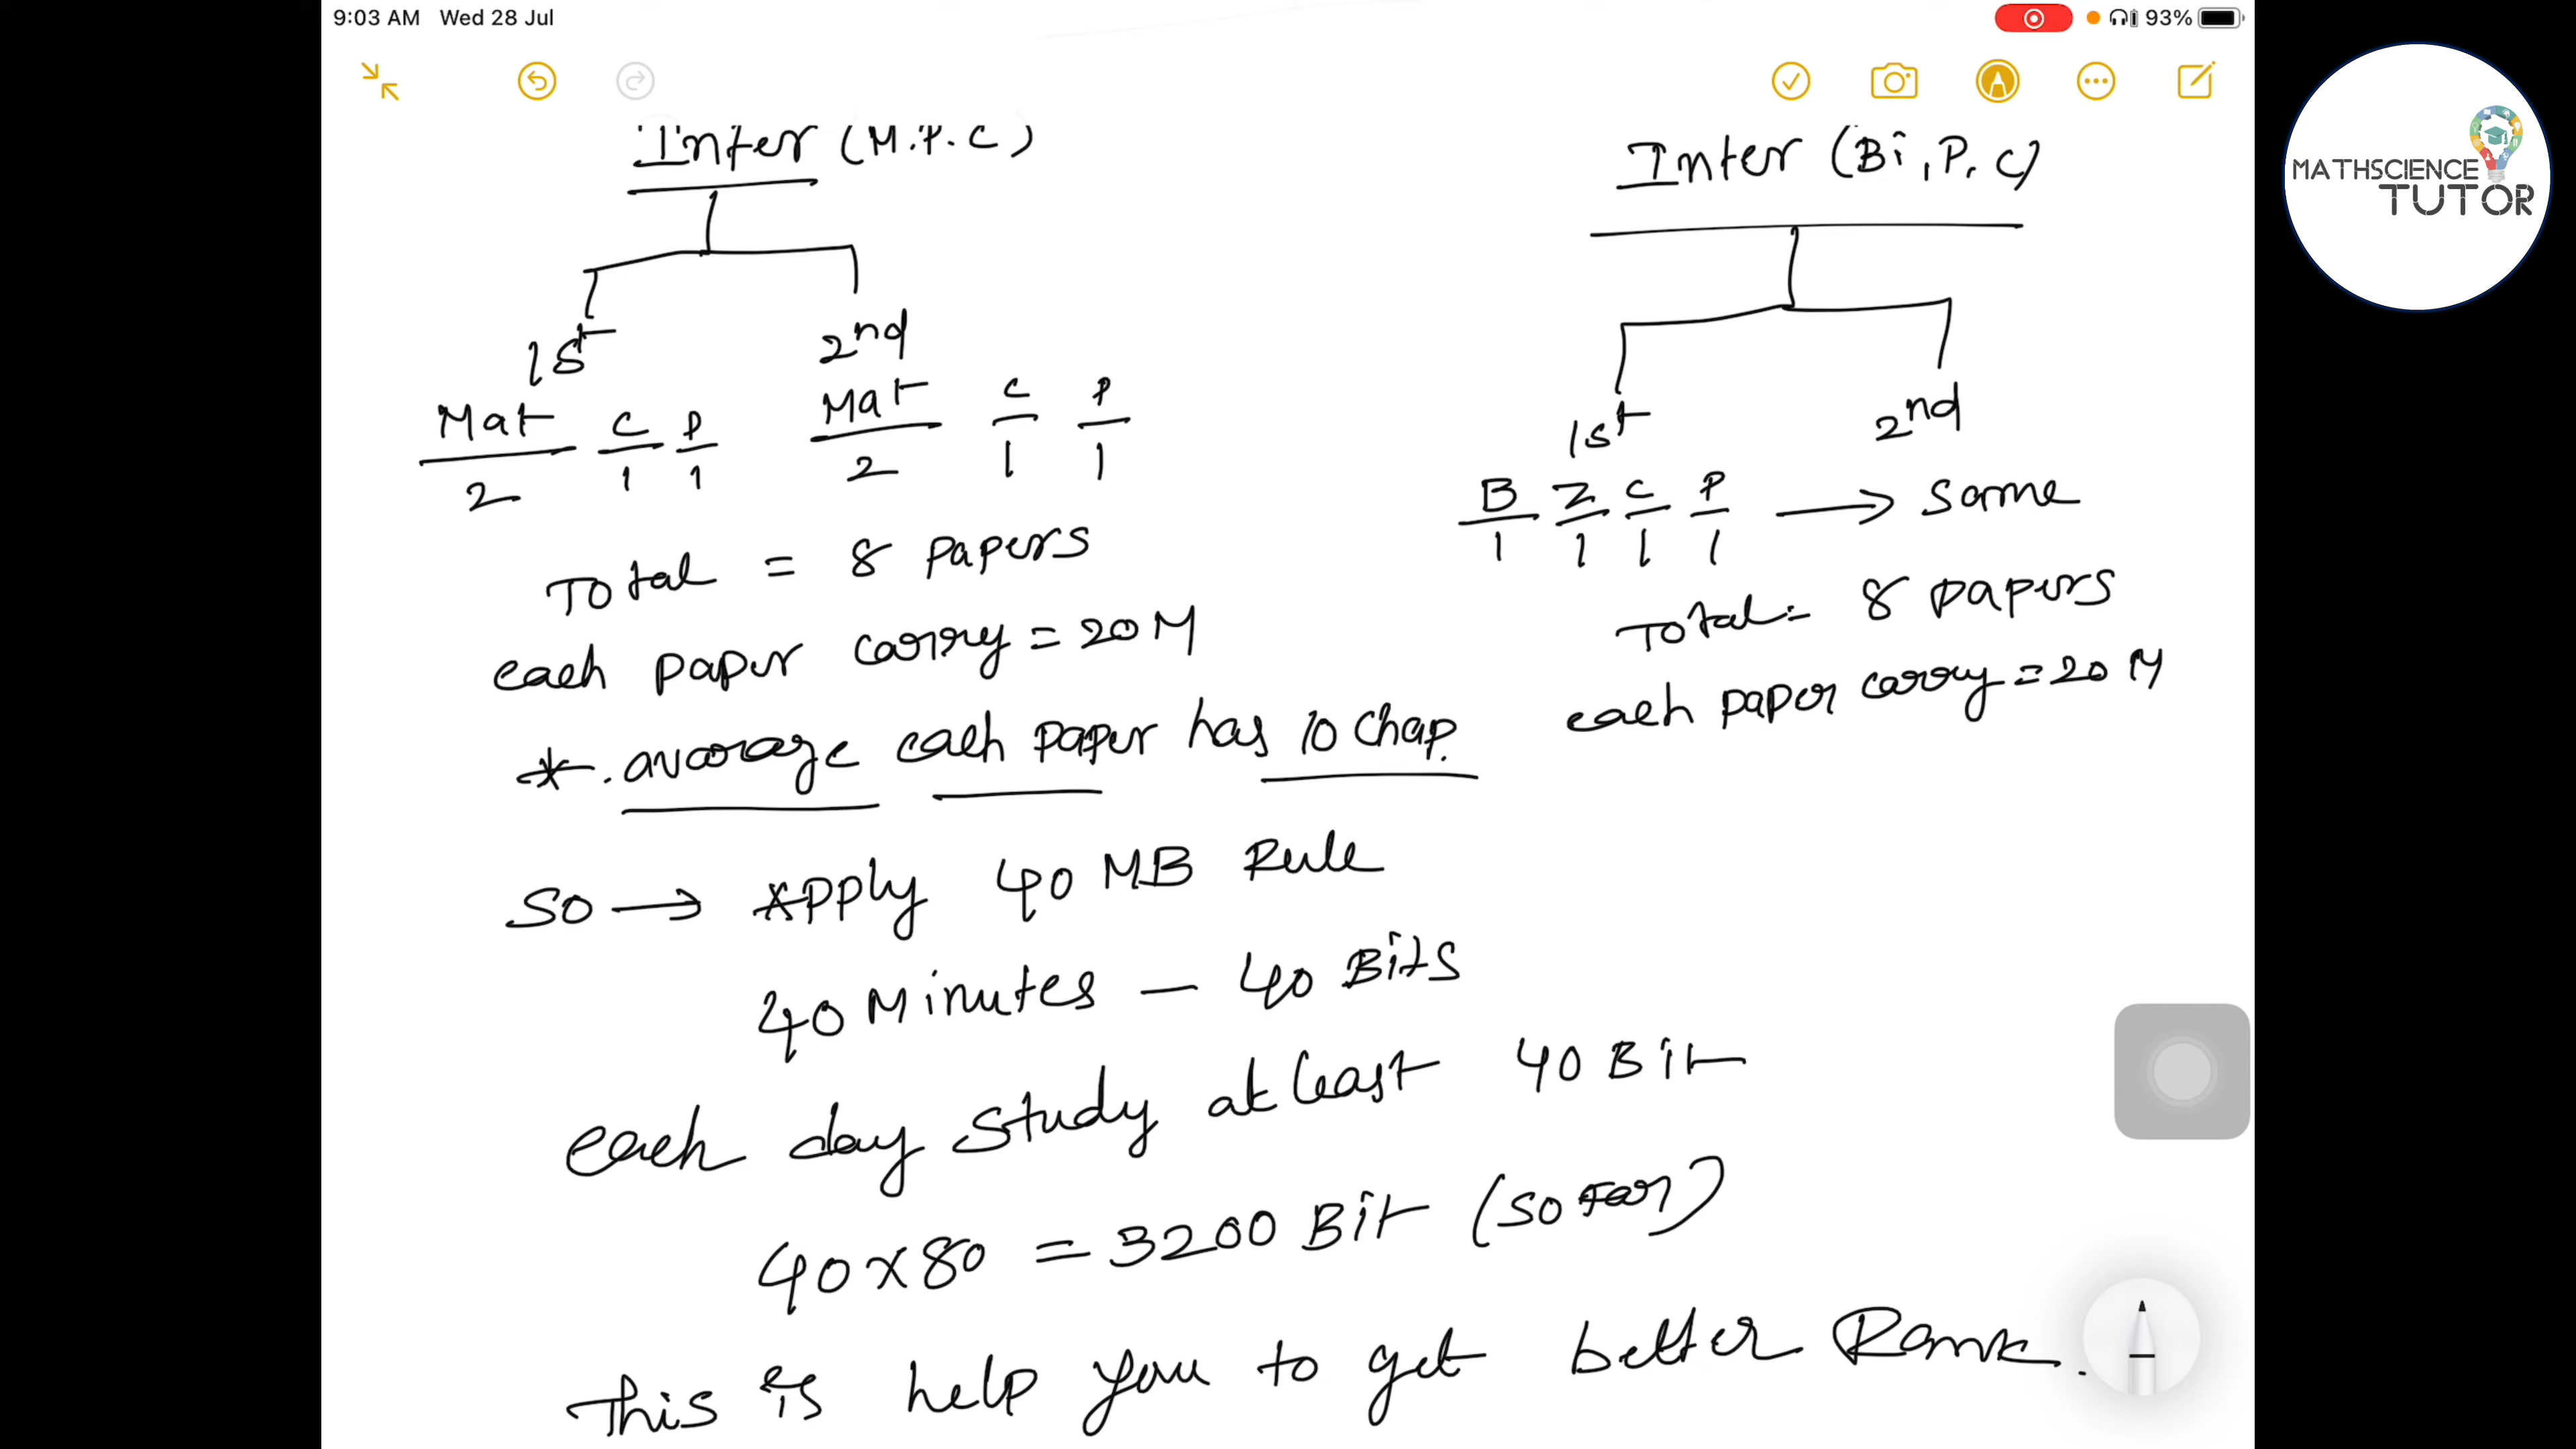 9:03 AM Wed 28 Jul
93%
MATHSCIENCE
TUTOR
Inter (M.P.C)
1st 2nd
Mat C P Mat C P
2 1 1 2 1 1
Total = 8 Papers
each paper carry = 20M
*. average each paper has 10 chap.
Inter (Bi, P. C)
1st 2nd
B Z C P → Same
1 1 1 1
Total = 8 papers
each paper carry = 20 M
So → Apply 40 MB Rule
40 Minutes - 40 Bits
each day study at least 40 Bit
40 x 80 = 3200 Bit (so far)
This is help you to get better Rank.